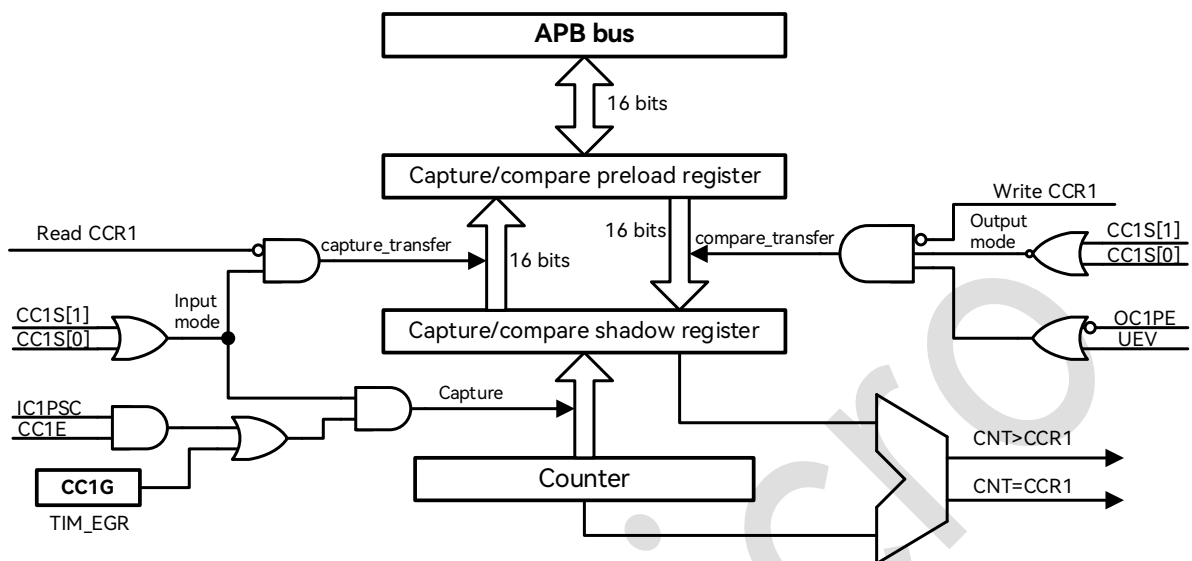 APB bus
16 bits
Capture/compare preload register
Write CCR1
Read CCR1
capture_transfer
16 bits
16 bits
compare_transfer
Output
mode
CC1S[1]
CC1S[0]
CC1S[1]
CC1S[0]
Input
mode
Capture/compare shadow register
OC1PE
UEV
IC1PSC
CC1E
Capture
CC1G
TIM_EGR
Counter
CNT>CCR1
CNT=CCR1
icro